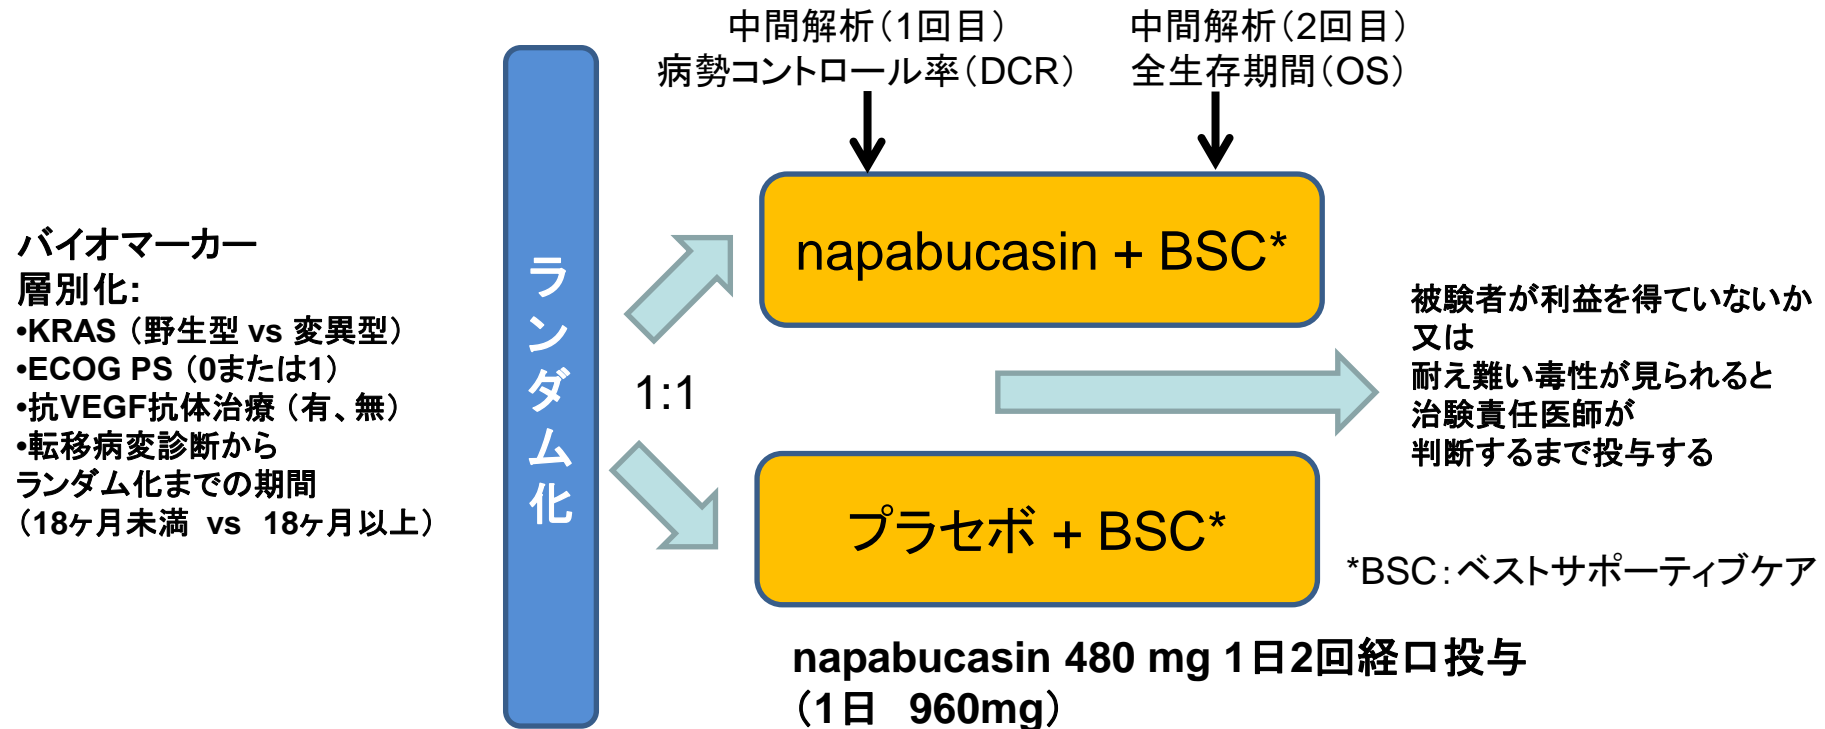 中間解析(1回目)
病勢コントロール率(DCR)
中間解析(2回目)
全生存期間(OS)
バイオマーカー
層別化:
•KRAS(野生型 vs 変異型)
•ECOG PS(0または1)
•抗VEGF抗体治療(有、無)
•転移病変診断から
ランダム化までの期間
(18ヶ月未満 vs 18ヶ月以上)
ランダム化
1:1
napabucasin + BSC*
プラセボ + BSC*
被験者が利益を得ていないか
又は
耐え難い毒性が見られると
治験責任医師が
判断するまで投与する
*BSC:ベストサポーティブケア
napabucasin 480 mg 1日2回経口投与
(1日 960mg)